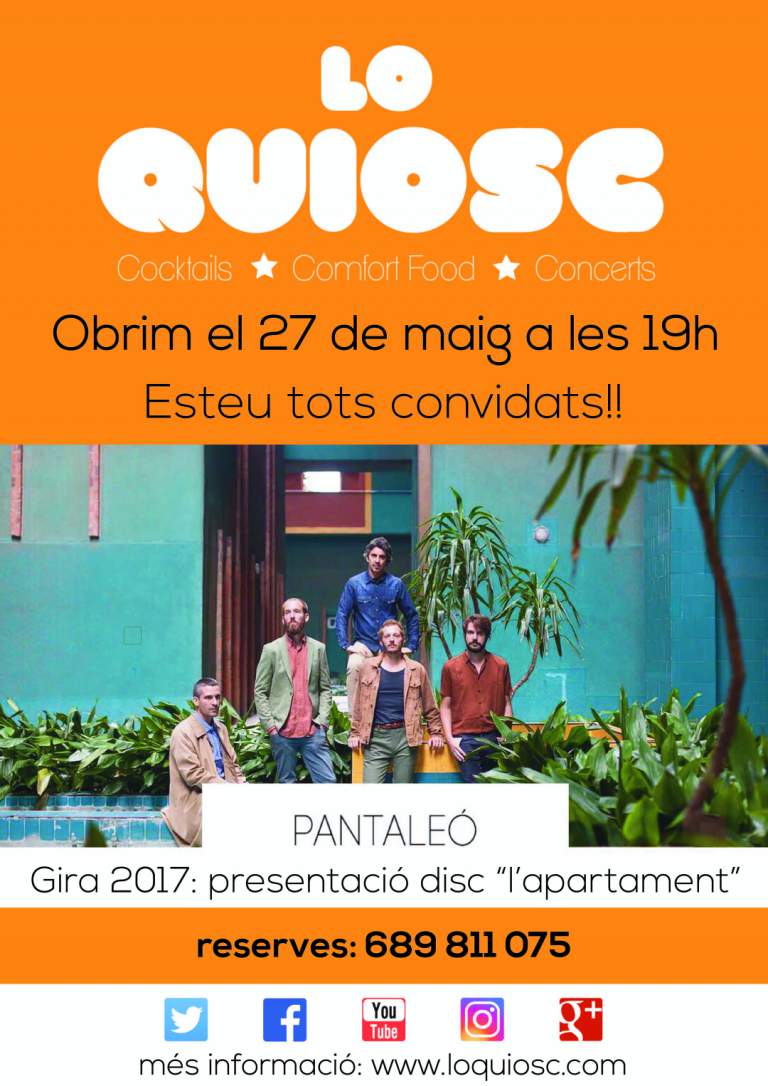 LO
QUIOSC
Cocktails ★ Comfort Food ★ Concerts
Obrim el 27 de maig a les 19h
Esteu tots convidats!!
PANTALEÓ
Gira 2017: presentació disc “l'apartament”
reserves: 689 811 075
You
Tube
g+
més informació: www.loquiosc.com